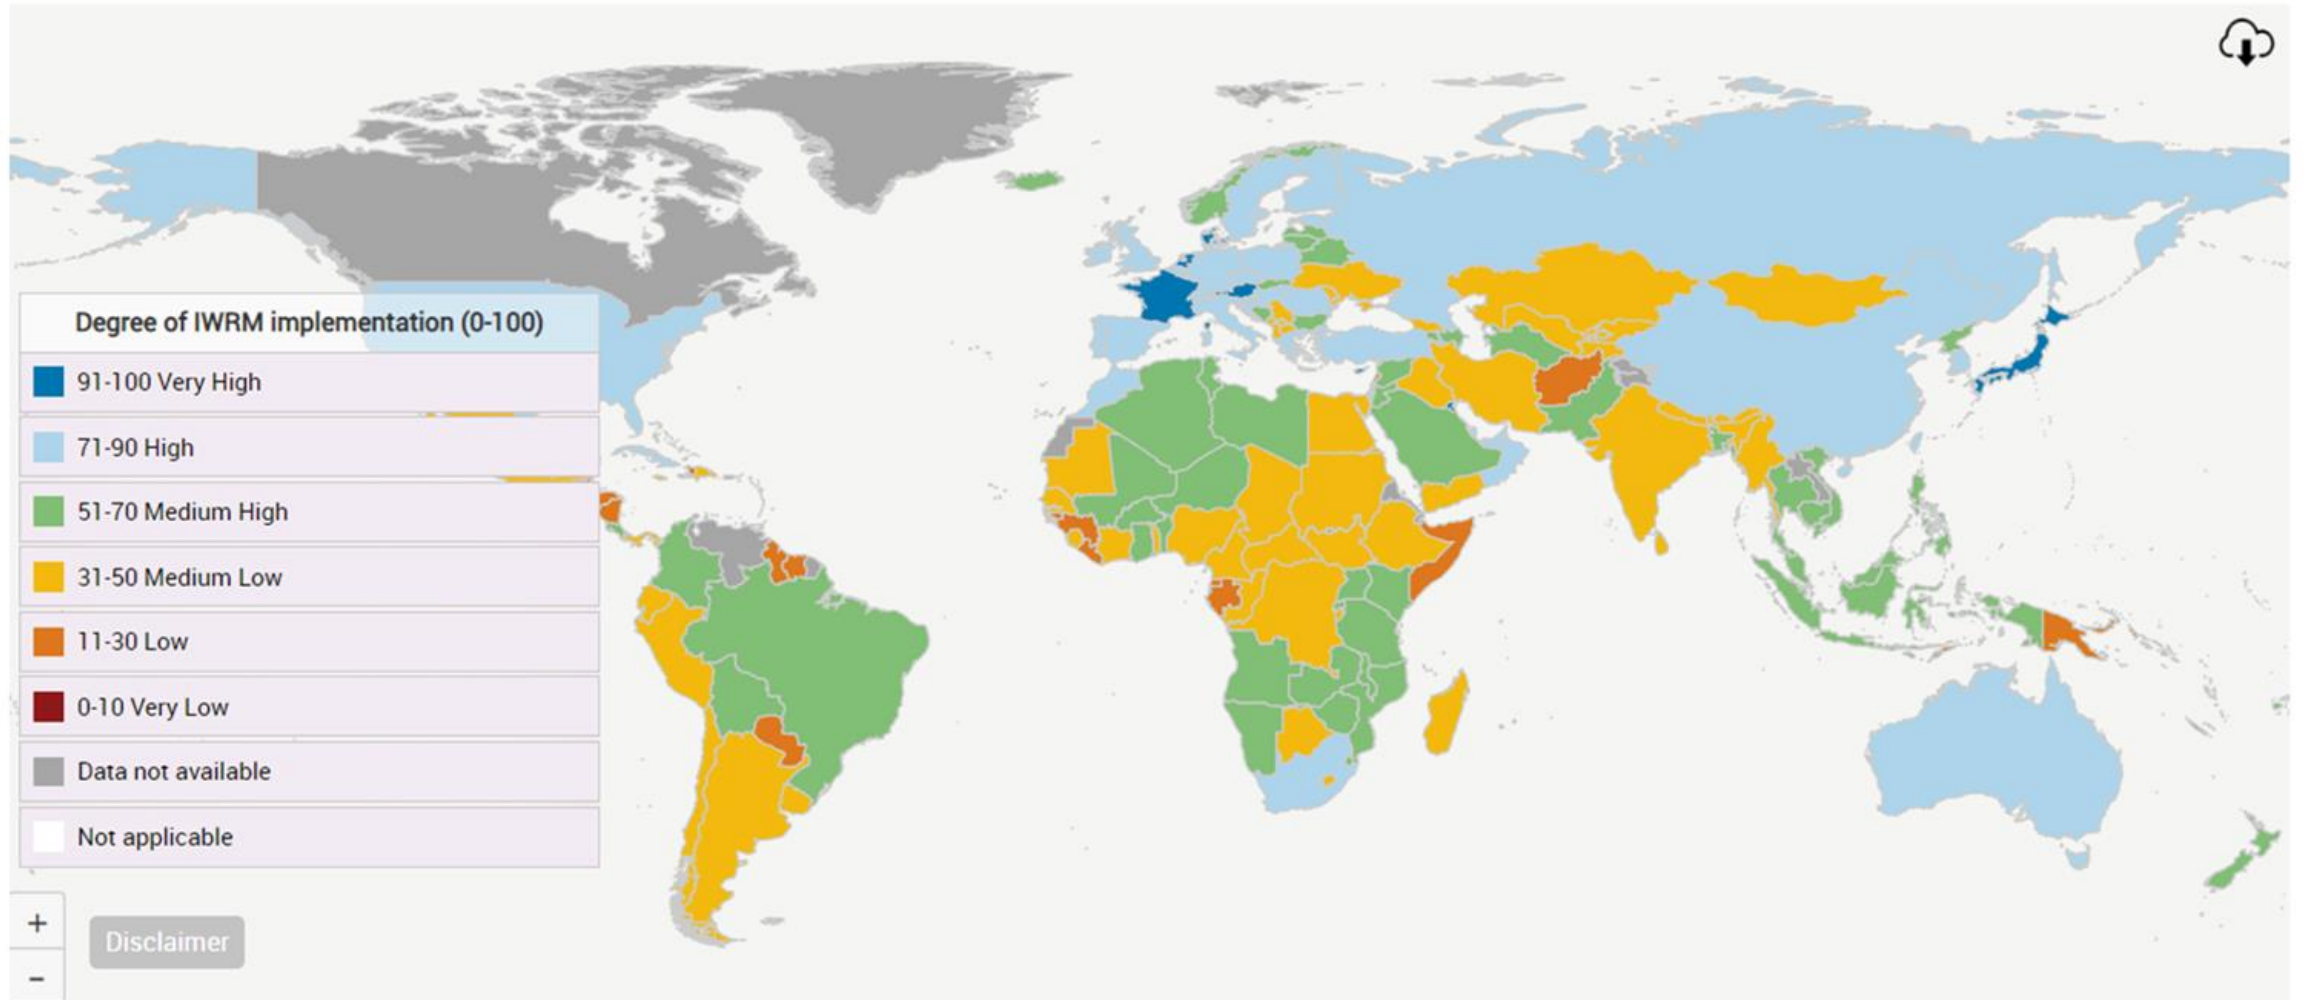 Degree of IWRM implementation (0-100)
91-100 Very High
71-90 High
51-70 Medium High
31-50 Medium Low
11-30 Low
0-10 Very Low
Data not available
Not applicable
+
Disclaimer
−